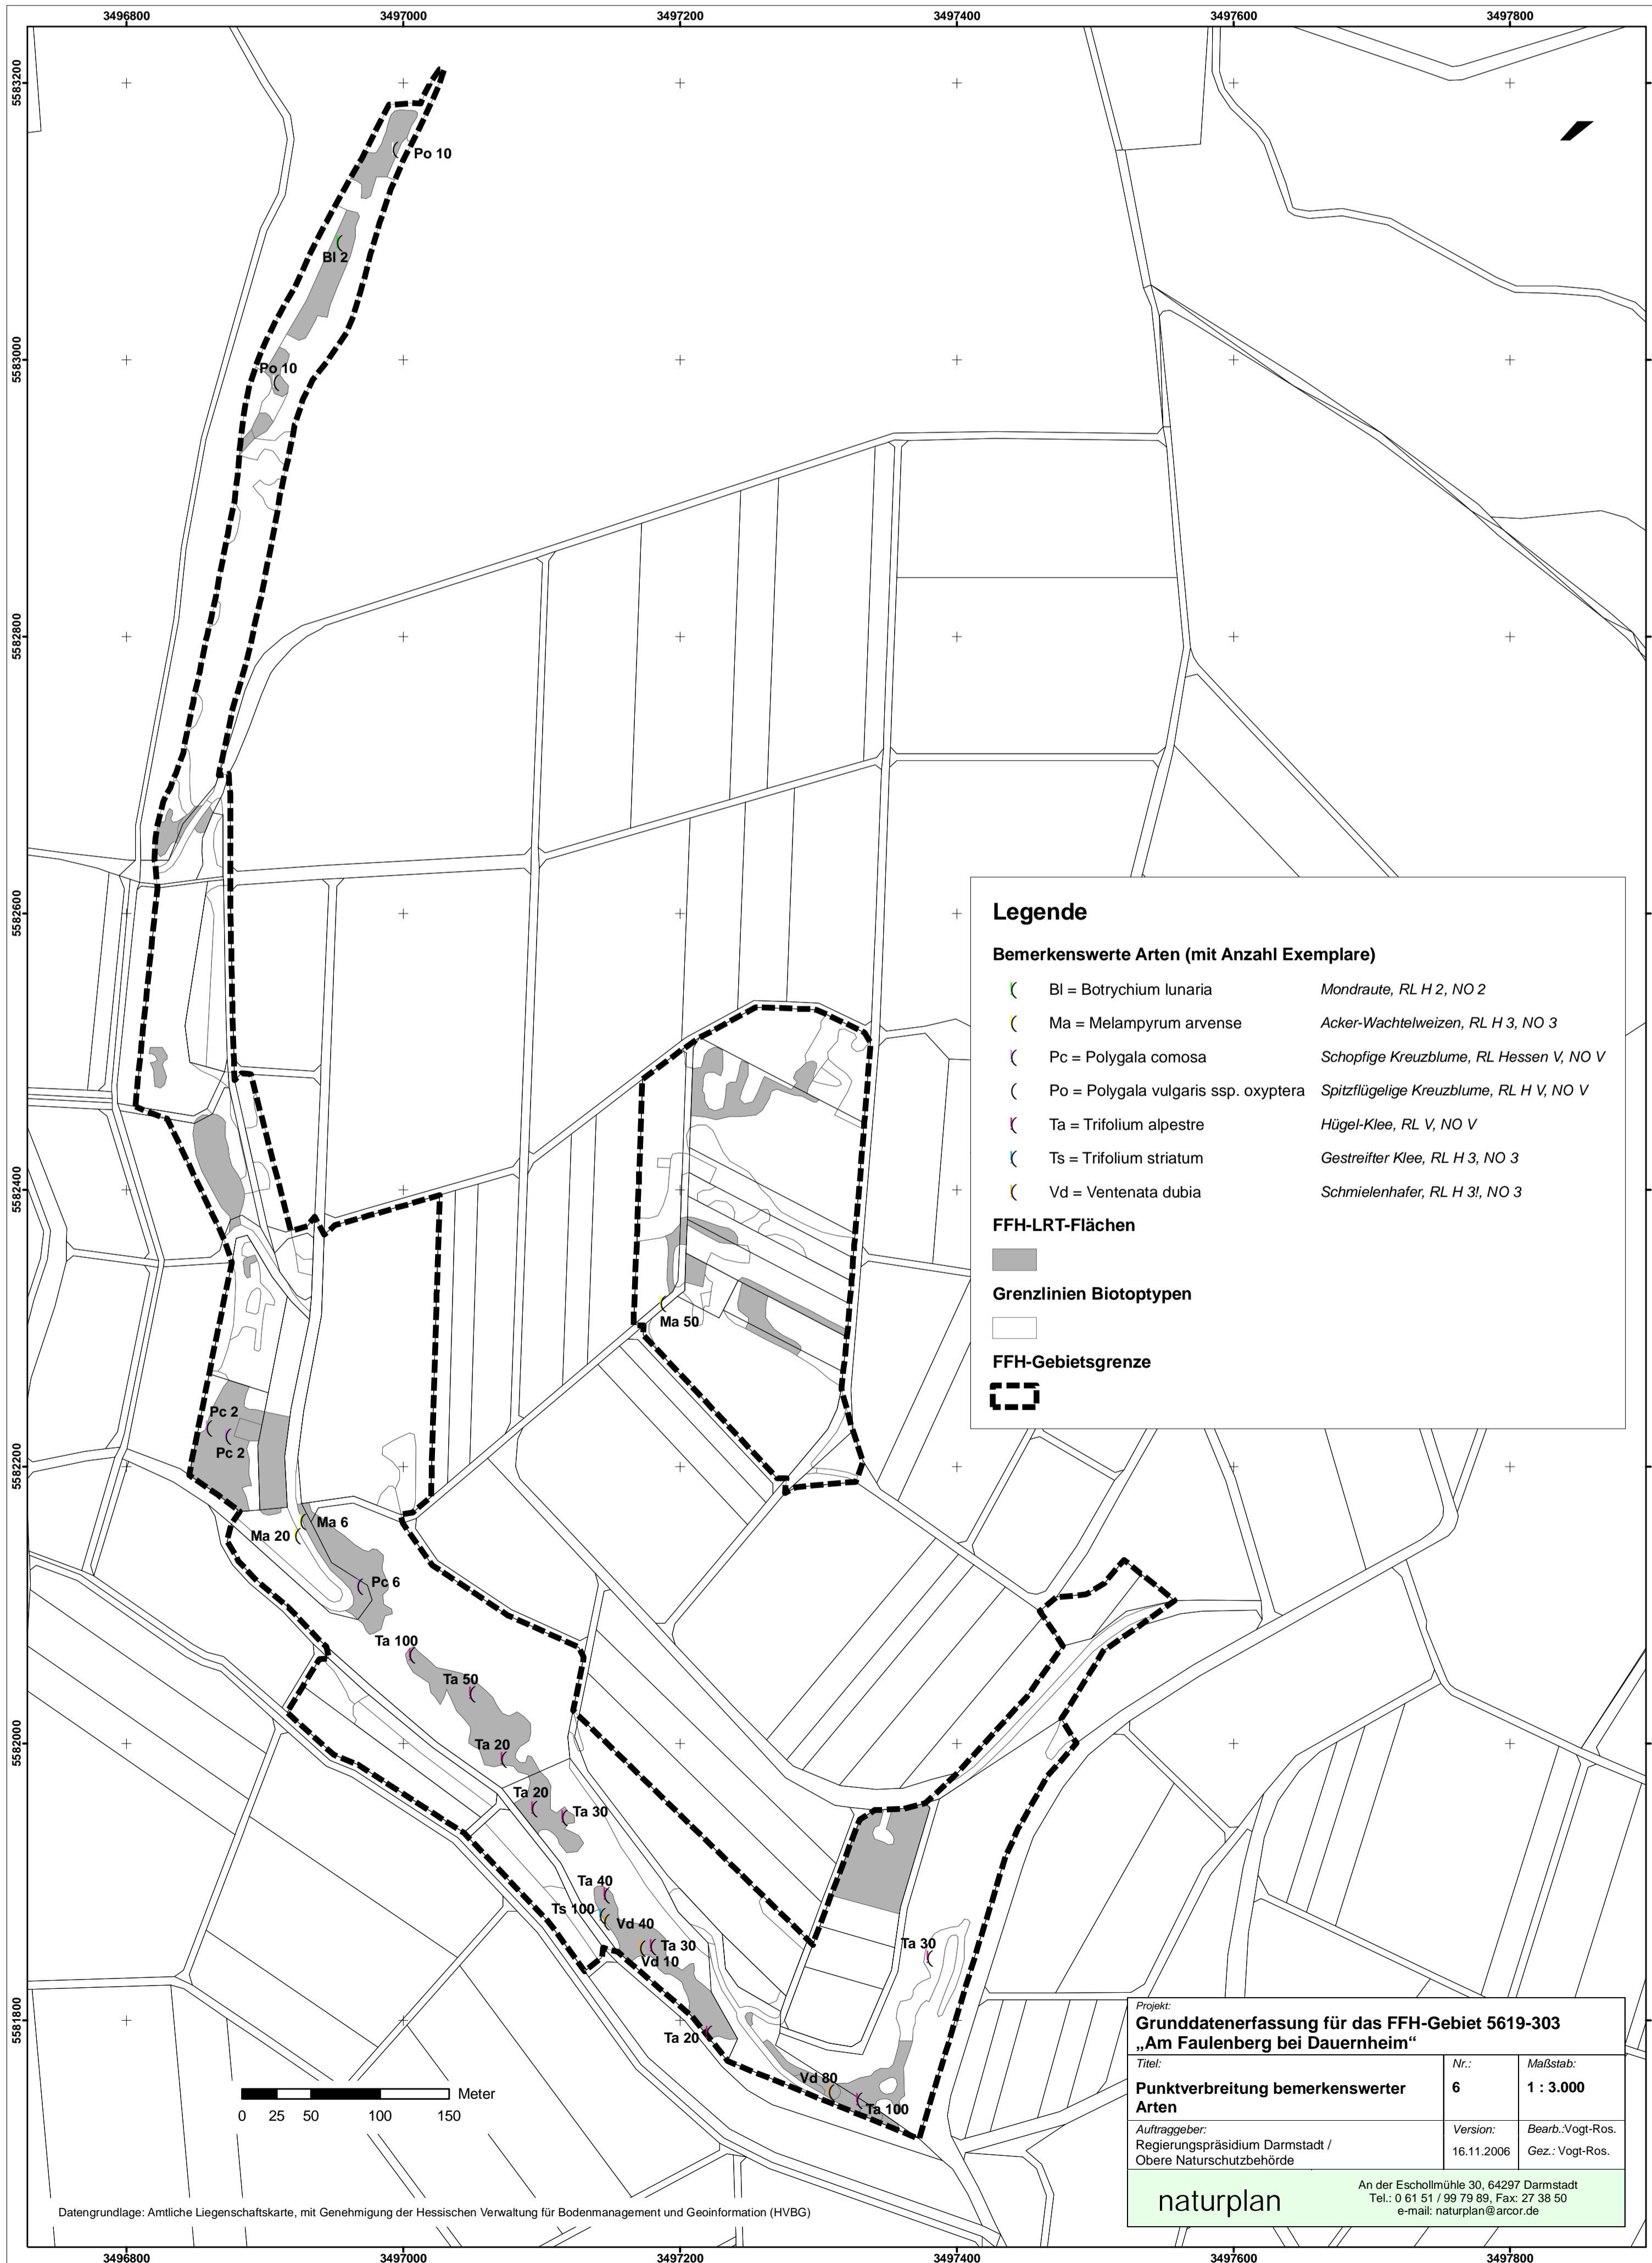 3496800 3497000 3497200 3497400 3497600 3497800
5583200
5583000
5582800
5582600
5582400
5582200
5582000
5581800
Po 10
Bl 2
Po 10
Ma 50
Pc 2
Pc 2
Ma 6
Ma 20
Pc 6
Ta 100
Ta 50
Ta 20
Ta 20
Ta 30
Ta 40
Ts 100
Vd 40
Ta 30
Vd 10
Ta 30
Ta 20
Vd 80
Ta 100
Legende
Bemerkenswerte Arten (mit Anzahl Exemplare)
Bl = Botrychium lunaria Mondraute, RL H 2, NO 2
Ma = Melampyrum arvense Acker-Wachtelweizen, RL H 3, NO 3
Pc = Polygala comosa Schopfige Kreuzblume, RL Hessen V, NO V
Po = Polygala vulgaris ssp. oxyptera Spitzflügelige Kreuzblume, RL H V, NO V
Ta = Trifolium alpestre Hügel-Klee, RL V, NO V
Ts = Trifolium striatum Gestreifter Klee, RL H 3, NO 3
Vd = Ventenata dubia Schmielenhafer, RL H 3!, NO 3
FFH-LRT-Flächen
Grenzlinien Biotoptypen
FFH-Gebietsgrenze
Meter
0 25 50 100 150
Datengrundlage: Amtliche Liegenschaftskarte, mit Genehmigung der Hessischen Verwaltung für Bodenmanagement und Geoinformation (HVBG)
Projekt:
Grunddatenerfassung für das FFH-Gebiet 5619-303
„Am Faulenberg bei Dauernheim“
Titel:
Punktverbreitung bemerkenswerter
Arten
Nr.:
6
Maßstab:
1 : 3.000
Auftraggeber:
Regierungspräsidium Darmstadt /
Obere Naturschutzbehörde
Version:
16.11.2006
Bearb.:Vogt-Ros.
Gez.: Vogt-Ros.
naturplan
An der Eschollmühle 30, 64297 Darmstadt
Tel.: 0 61 51 / 99 79 89, Fax: 27 38 50
e-mail: naturplan@arcor.de
3496800 3497000 3497200 3497400 3497600 3497800